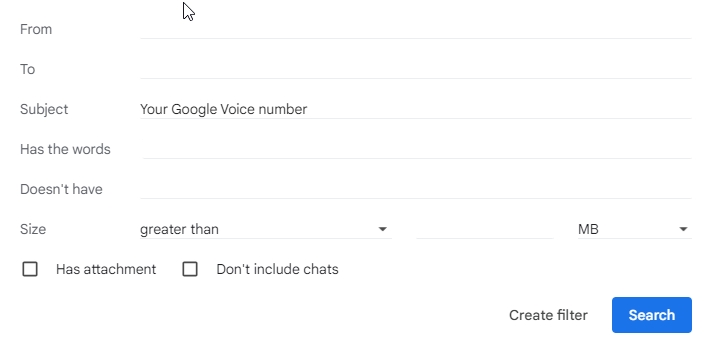 From
To
Subject Your Google Voice number
Has the words
Doesn't have
Size greater than MB
Has attachment Don't include chats
Create filter Search